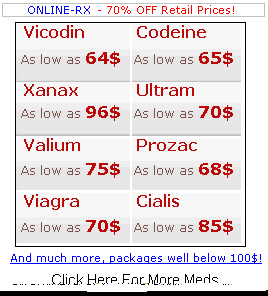 ONLINE-RX - 70% OFF Retail Prices!
Vicodin Codeine
As low as 64$ As low as 65$
Xanax Ultram
As low as 96$ As low as 70$
Valium Prozac
As low as 75$ As low as 68$
Viagra Cialis
As low as 70$ As low as 85$
And much more, packages well below 100$!
Click Here For More Meds